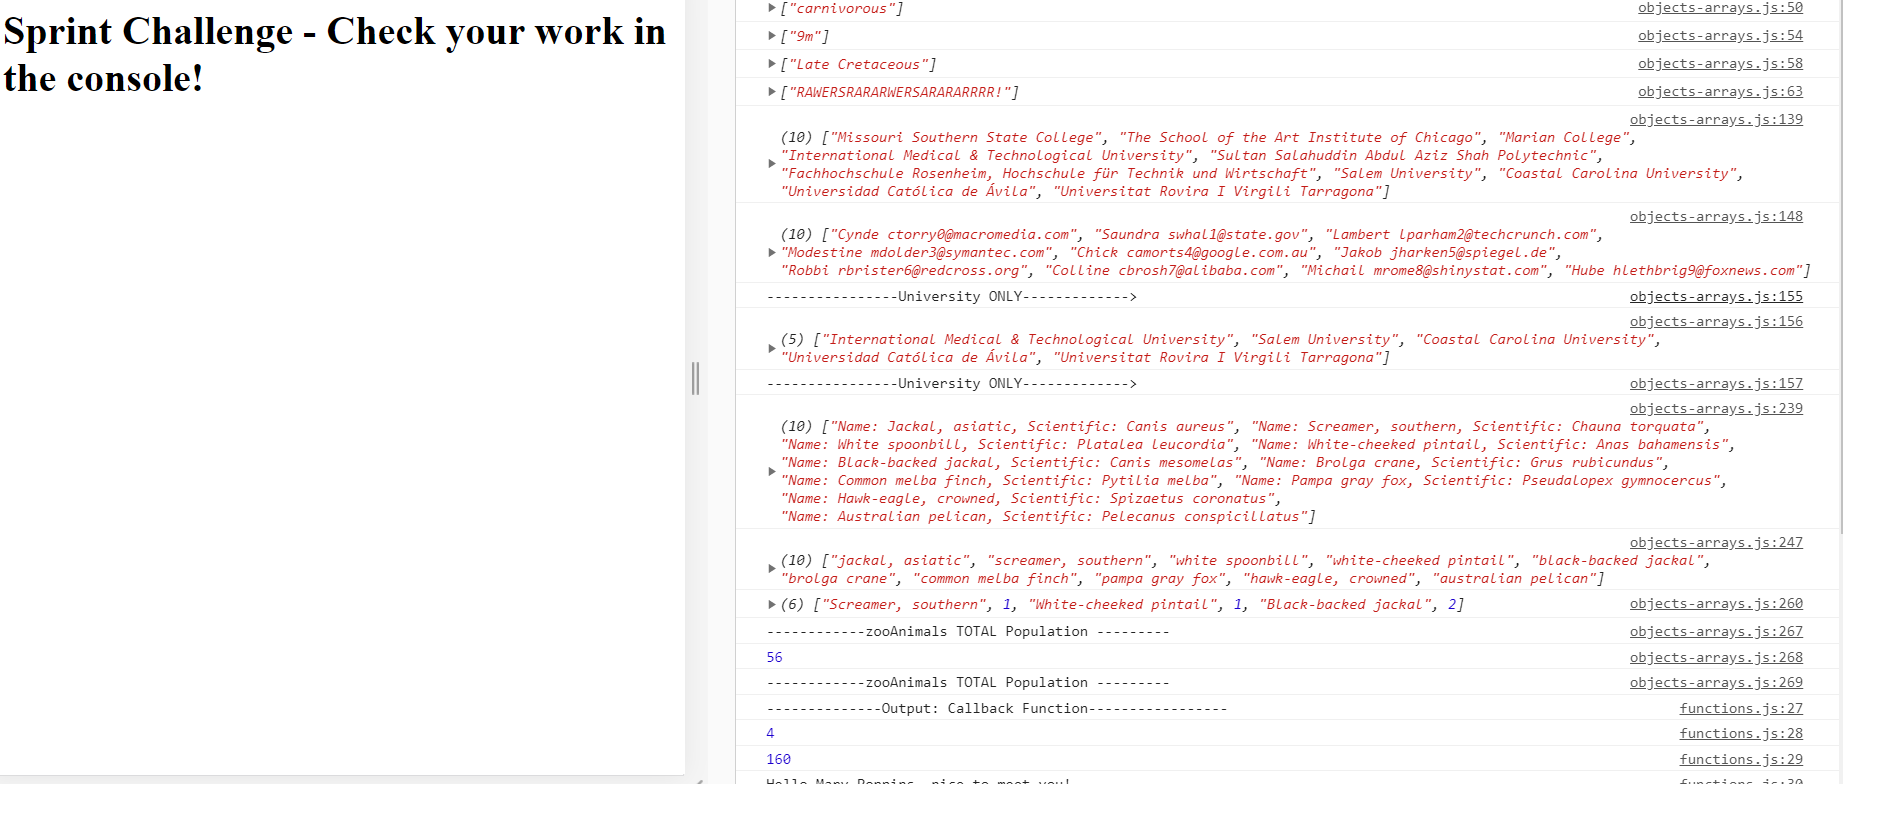 Sprint Challenge - Check your work in
the console!
["carnivorous"] objects-arrays.js:50
["9m"] objects-arrays.js:54
["Late Cretaceous"] objects-arrays.js:58
["RAWERSRARARWERSARARARRRR!"] objects-arrays.js:63
objects-arrays.js:139
(10) ["Missouri Southern State College", "The School of the Art Institute of Chicago", "Marian College",
"International Medical & Technological University", "Sultan Salahuddin Abdul Aziz Shah Polytechnic",
"Fachhochschule Rosenheim, Hochschule für Technik und Wirtschaft", "Salem University", "Coastal Carolina University",
"Universidad Católica de Ávila", "Universitat Rovira I Virgili Tarragona"]
objects-arrays.js:148
(10) ["Cynde ctorry0@macromedia.com", "Saundra swhal1@state.gov", "Lambert lparham2@techcrunch.com",
"Modestine mdolder3@symantec.com", "Chick camorts4@google.com.au", "Jakob jharken5@spiegel.de",
"Robbi rbrister6@redcross.org", "Colline cbrosh7@alibaba.com", "Michail mrome8@shinystat.com", "Hube hlethbrig9@foxnews.com"]
----------------University ONLY-------------> objects-arrays.js:155
objects-arrays.js:156
(5) ["International Medical & Technological University", "Salem University", "Coastal Carolina University",
"Universidad Católica de Ávila", "Universitat Rovira I Virgili Tarragona"]
----------------University ONLY-------------> objects-arrays.js:157
objects-arrays.js:239
(10) ["Name: Jackal, asiatic, Scientific: Canis aureus", "Name: Screamer, southern, Scientific: Chauna torquata",
"Name: White spoonbill, Scientific: Platalea leucordia", "Name: White-cheeked pintail, Scientific: Anas bahamensis",
"Name: Black-backed jackal, Scientific: Canis mesomelas", "Name: Brolga crane, Scientific: Grus rubicundus",
"Name: Common melba finch, Scientific: Pytilia melba", "Name: Pampa gray fox, Scientific: Pseudalopex gymnocercus",
"Name: Hawk-eagle, crowned, Scientific: Spizaetus coronatus",
"Name: Australian pelican, Scientific: Pelecanus conspicillatus"]
objects-arrays.js:247
(10) ["jackal, asiatic", "screamer, southern", "white spoonbill", "white-cheeked pintail", "black-backed jackal",
"brolga crane", "common melba finch", "pampa gray fox", "hawk-eagle, crowned", "australian pelican"]
(6) ["Screamer, southern", 1, "White-cheeked pintail", 1, "Black-backed jackal", 2] objects-arrays.js:260
------------zooAnimals TOTAL Population --------- objects-arrays.js:267
56 objects-arrays.js:268
------------zooAnimals TOTAL Population --------- objects-arrays.js:269
--------------Output: Callback Function----------------- functions.js:27
4 functions.js:28
160 functions.js:29
Hello Mary Poppins, nice to meet you! functions.js:30